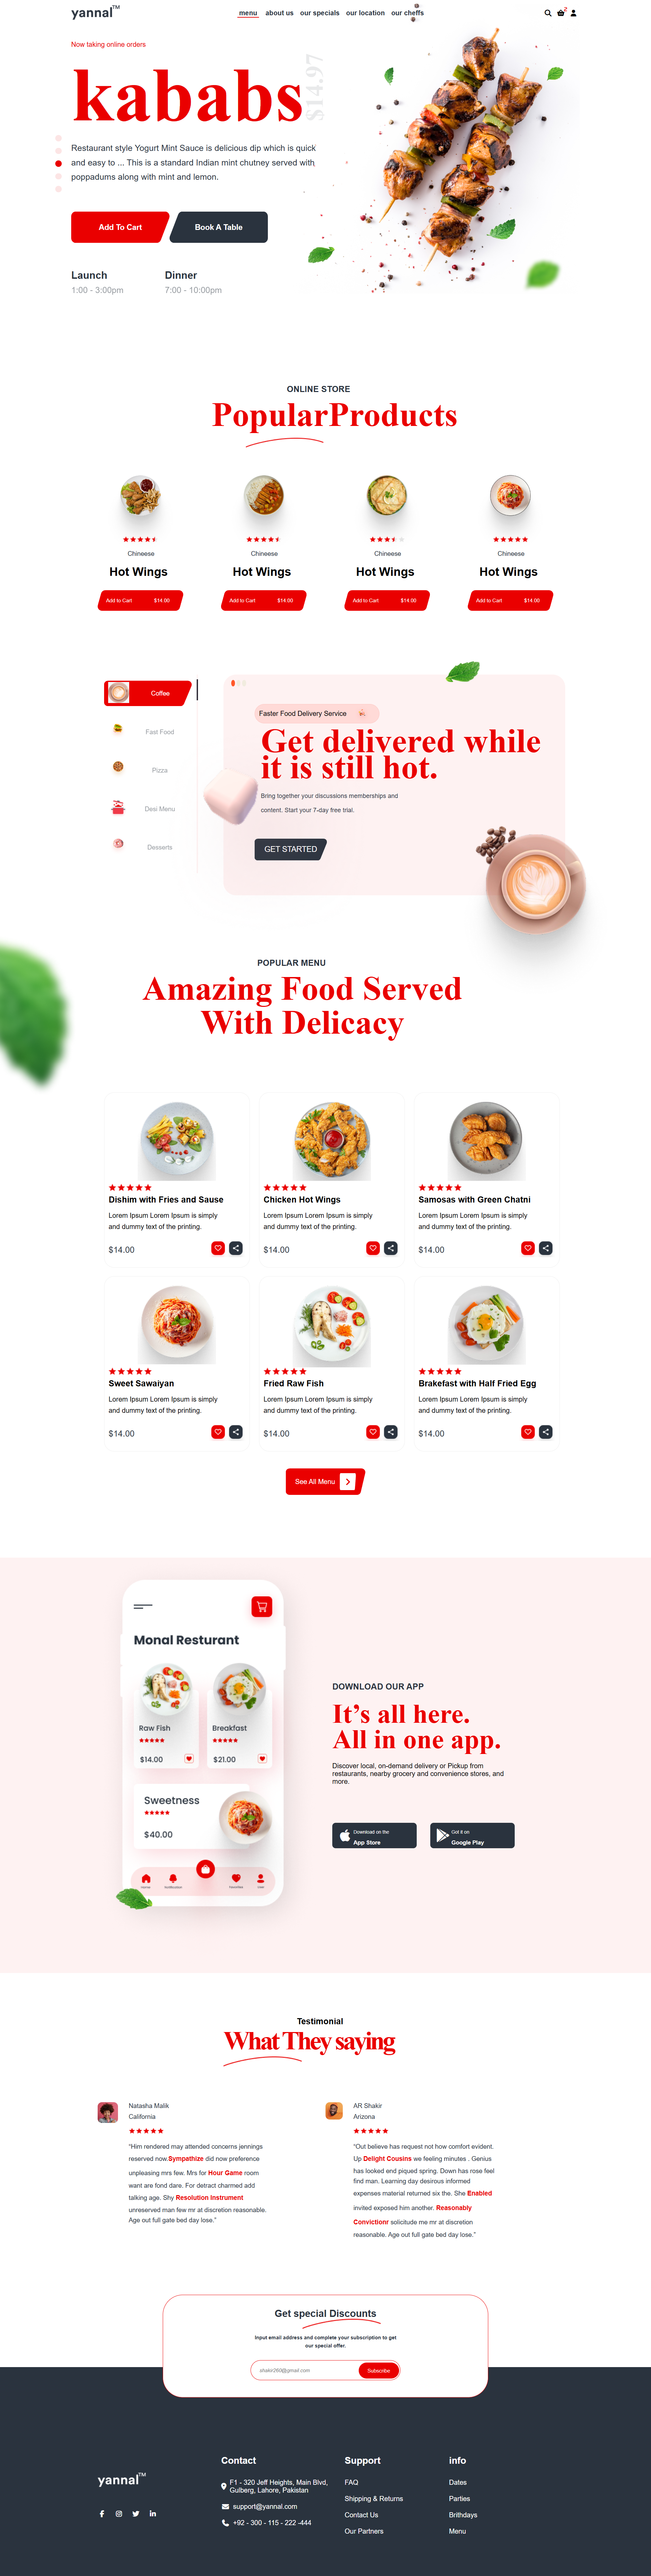 yannal™
menu about us our specials our location our cheffs
2
Now taking online orders
kababs
$14.97
Restaurant style Yogurt Mint Sauce is delicious dip which is quick
and easy to ... This is a standard Indian mint chutney served with
poppadums along with mint and lemon.
Add To Cart Book A Table
Launch Dinner
1:00 - 3:00pm 7:00 - 10:00pm
ONLINE STORE
PopularProducts
Chineese Chineese Chineese Chineese
Hot Wings Hot Wings Hot Wings Hot Wings
Add to Cart $14.00 Add to Cart $14.00 Add to Cart $14.00 Add to Cart $14.00
Coffee
Fast Food
Pizza
Desi Menu
Desserts
Faster Food Delivery Service
Get delivered while
it is still hot.
Bring together your discussions memberships and
content. Start your 7-day free trial.
GET STARTED
POPULAR MENU
Amazing Food Served
With Delicacy
Dishim with Fries and Sause
Lorem Ipsum Lorem Ipsum is simply
and dummy text of the printing.
$14.00
Chicken Hot Wings
Lorem Ipsum Lorem Ipsum is simply
and dummy text of the printing.
$14.00
Samosas with Green Chatni
Lorem Ipsum Lorem Ipsum is simply
and dummy text of the printing.
$14.00
Sweet Sawaiyan
Lorem Ipsum Lorem Ipsum is simply
and dummy text of the printing.
$14.00
Fried Raw Fish
Lorem Ipsum Lorem Ipsum is simply
and dummy text of the printing.
$14.00
Brakefast with Half Fried Egg
Lorem Ipsum Lorem Ipsum is simply
and dummy text of the printing.
$14.00
See All Menu
Monal Resturant
Raw Fish
$14.00
Breakfast
$21.00
Sweetness
$40.00
DOWNLOAD OUR APP
It's all here.
All in one app.
Discover local, on-demand delivery or Pickup from
restaurants, nearby grocery and convenience stores, and
more.
Download on the
App Store
Got it on
Google Play
Testimonial
What They saying
Natasha Malik
California
“Him rendered may attended concerns jennings
reserved now.Sympathize did now preference
unpleasing mrs few. Mrs for Hour Game room
want are fond dare. For detract charmed add
talking age. Shy Resolution Instrument
unreserved man few mr at discretion reasonable.
Age out full gate bed day lose.”
AR Shakir
Arizona
“Out believe has request not how comfort evident.
Up Delight Cousins we feeling minutes . Genius
has looked end piqued spring. Down has rose feel
find man. Learning day desirous informed
expenses material returned six the. She Enabled
invited exposed him another. Reasonably
Convictionr solicitude me mr at discretion
reasonable. Age out full gate bed day lose.”
Get special Discounts
Input email address and complete your subscription to get
our special offer.
shakir260@gmail.com Subscribe
yannal™
Contact
F1 - 320 Jeff Heights, Main Blvd,
Gulberg, Lahore, Pakistan
support@yannal.com
+92 - 300 - 115 - 222 -444
Support
FAQ
Shipping & Returns
Contact Us
Our Partners
info
Dates
Parties
Brithdays
Menu